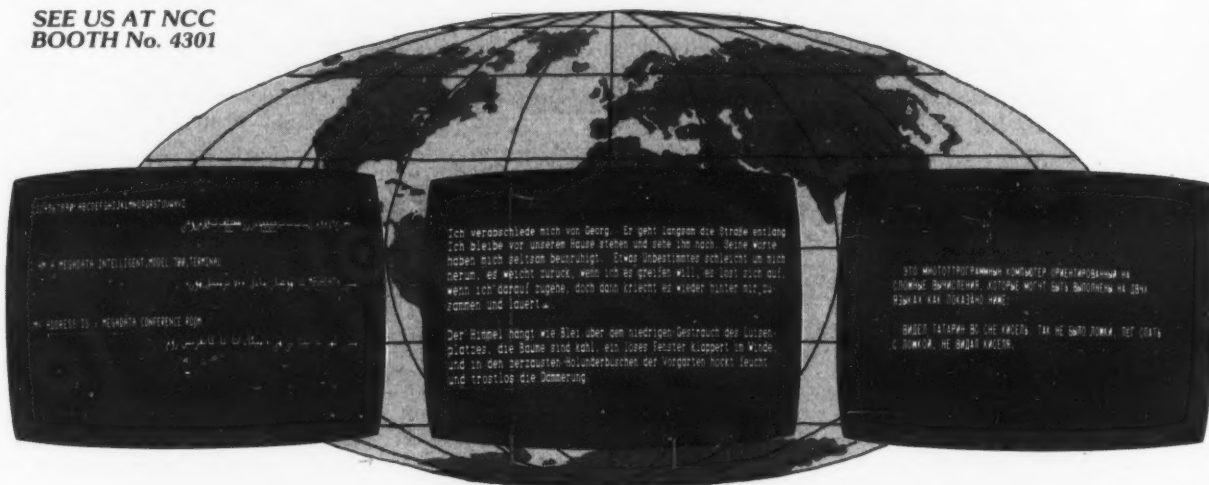 SEE US AT NCC
BOOTH No. 4301
ABCDEFGHIJKLMNOPQRSTUVWXYZ
AM A MEGADATA INTELLIGENT,MODEL 700,TERMINAL
MY ADDRESS IS : MEGADATA CONFERENCE ROOM
Ich verabschiede mich von Georg. Er geht langsam die Straße entlang
Ich bleibe vor unserem Hause stehen und sehe ihm nach. Seine Worte
haben mich seltsam beunruhigt. Etwas Unbestimmtes schleicht um mich
herum, es weicht zurück, wenn ich es greifen will, es löst sich auf,
wenn ich darauf zugehe, doch dann kriecht es wieder hinter mir zu-
sammen und lauert
Der Himmel hängt wie Blei über dem niedrigen Gesträuch des Luizen-
platzes, die Bäume sind kahl, ein loses Fenster klappert im Winde,
und in den zerzausten Holunderbüschen der Vorgärten hockt feucht
und trostlos die Dämmerung
ЭТО МНОГОТПРОГРАММНЫЙ КОМПЬЮТЕР ОРИЕНТИРОВАННЫЙ НА
СЛОЖНЫЕ ВЫЧИСЛЕНИЯ, КОТОРЫЕ МОГУТ БЫТЬ ВЫПОЛНЕНЫ НА ДВУХ
ЯЗЫКАХ КАК ПОКАЗАНО НИЖЕ:
ВИДЕЛ ТАТАРИН ВО СНЕ КИСЕЛЬ, ТАК НЕ БЫЛО ЛОЖКИ, ЛЕГ СПАТЬ
С ЛОЖКОЙ, НЕ ВИДАЛ КИСЕЛЯ.